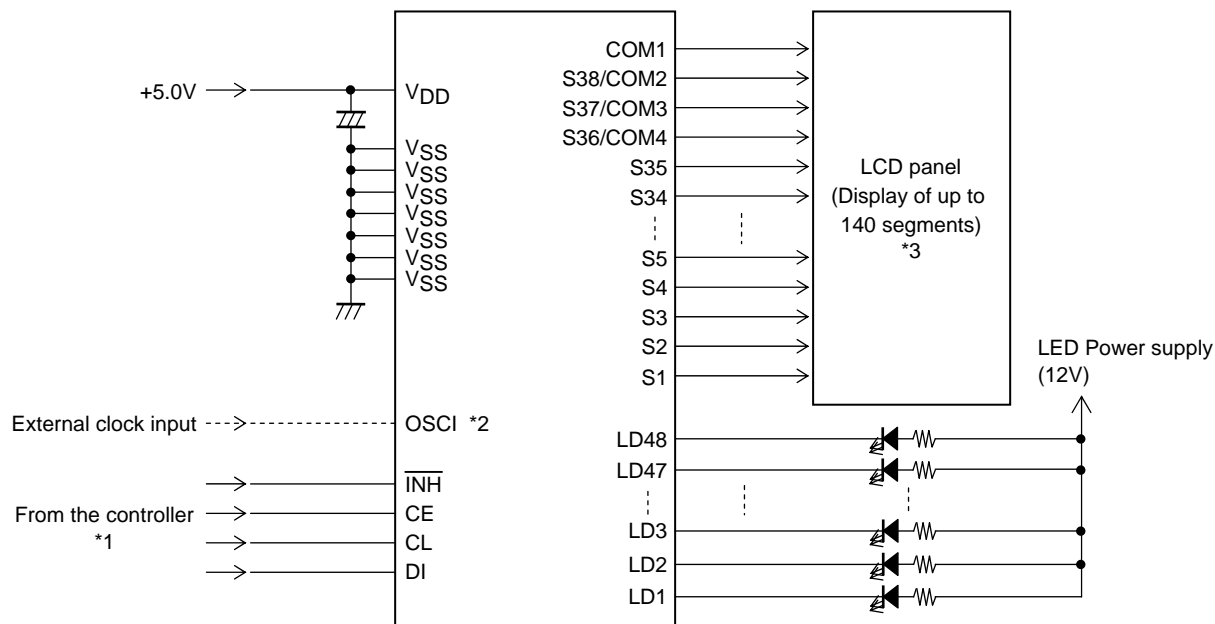 +5.0V
VDD
VSS
VSS
VSS
VSS
VSS
VSS
VSS
External clock input
OSCI *2
From the controller
*1
INH
CE
CL
DI
COM1
S38/COM2
S37/COM3
S36/COM4
S35
S34
S5
S4
S3
S2
S1
LD48
LD47
LD3
LD2
LD1
LCD panel
(Display of up to
140 segments)
*3
LED Power supply
(12V)